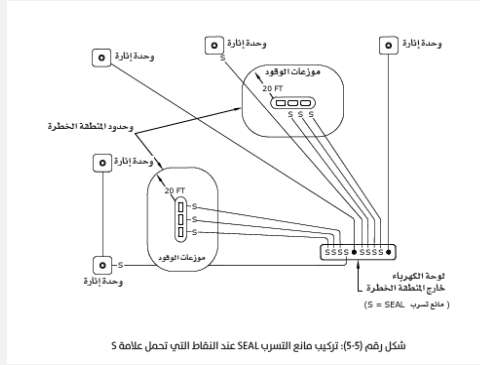 وحدة إنارة
وحدة إنارة
وحدة إنارة
S
موزعات الوقود
20 FT
S S S
وحدود المنطقة الخطرة
وحدة إنارة
20 FT
S
S
S
موزعات الوقود
S
وحدة إنارة
SSSS SSSS
لوحة الكهرباء
خارج المنطقة الخطرة
(مانع تسرب S = SEAL)
شكل رقم (5-5): تركيب مانع التسرب SEAL عند النقاط التي تحمل علامة S